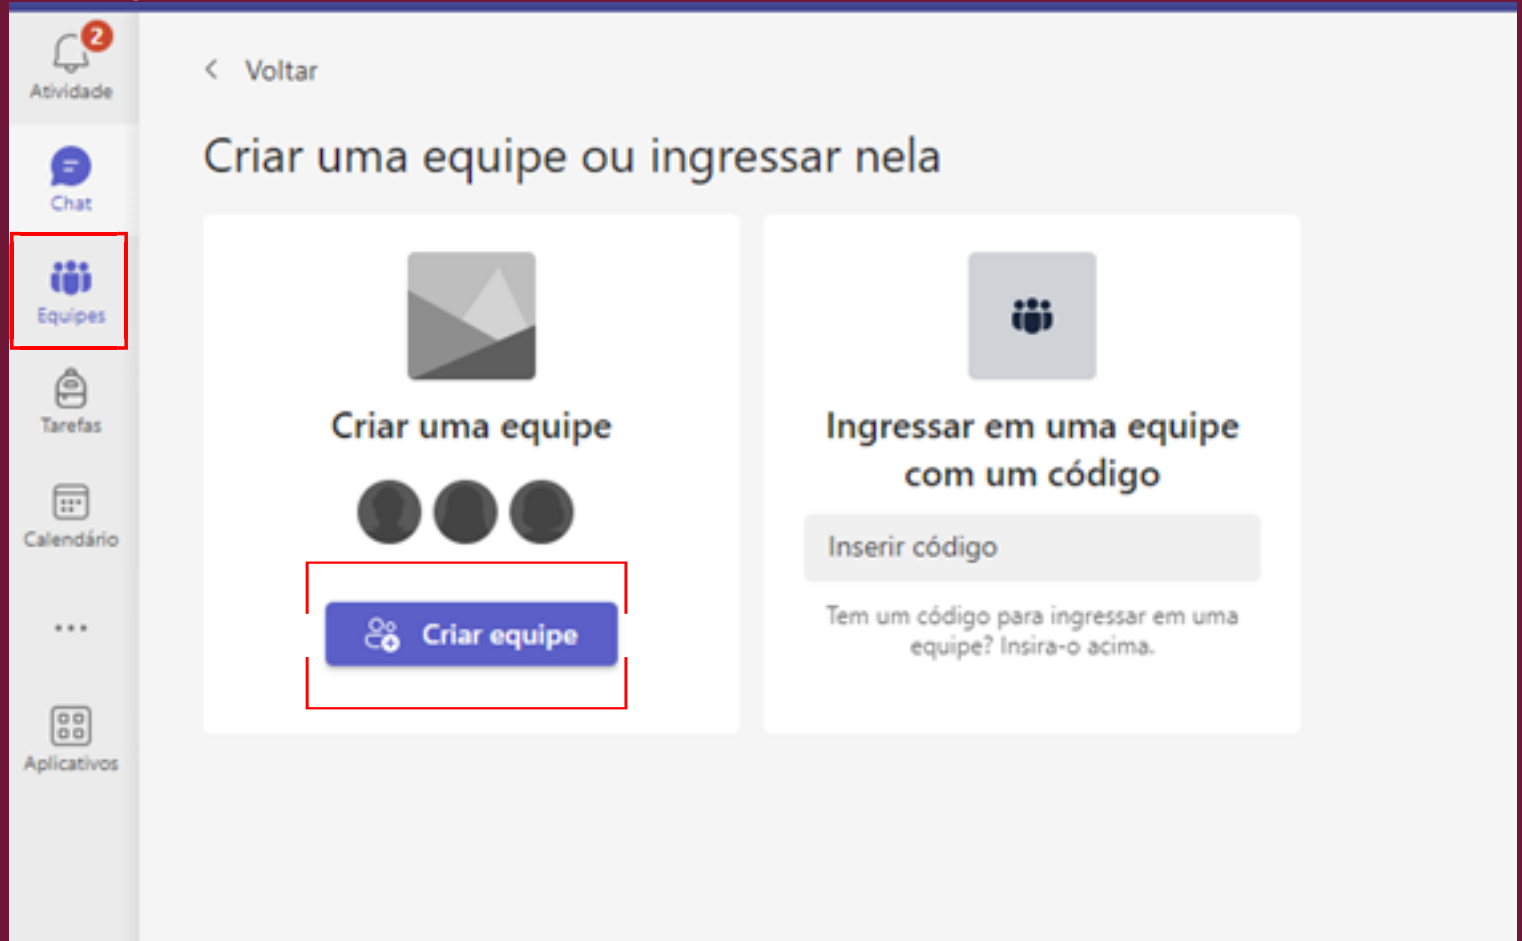 2
Atividade
Chat
Equipes
Tarefas
Calendário
...
Aplicativos
Voltar
Criar uma equipe ou ingressar nela
Criar uma equipe
Criar equipe
Ingressar em uma equipe
com um código
Inserir código
Tem um código para ingressar em uma
equipe? Insira-o acima.